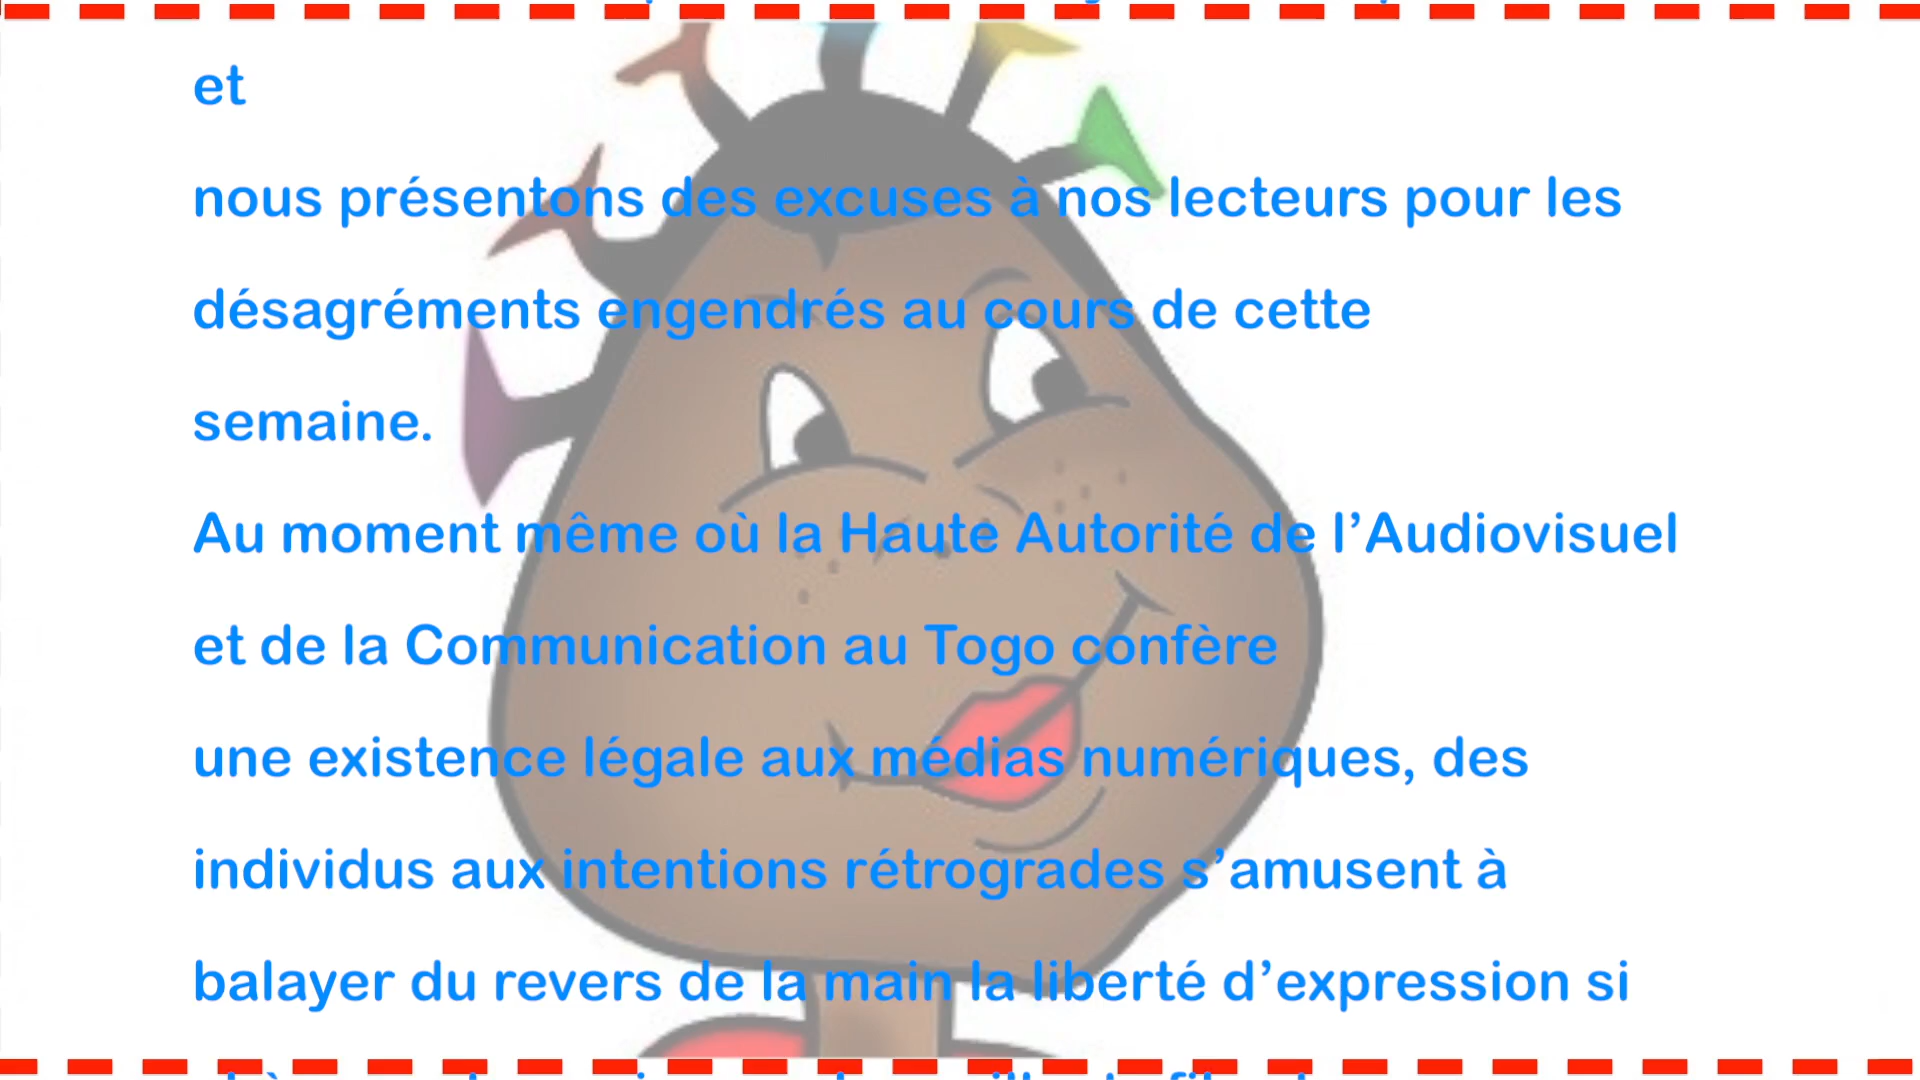 et
nous présentons des excuses à nos lecteurs pour les
désagréments engendrés au cours de cette
semaine.
Au moment même où la Haute Autorité de l’Audiovisuel
et de la Communication au Togo confère
une existence légale aux médias numériques, des
individus aux intentions rétrogrades s’amusent à
balayer du revers de la main la liberté d’expression si